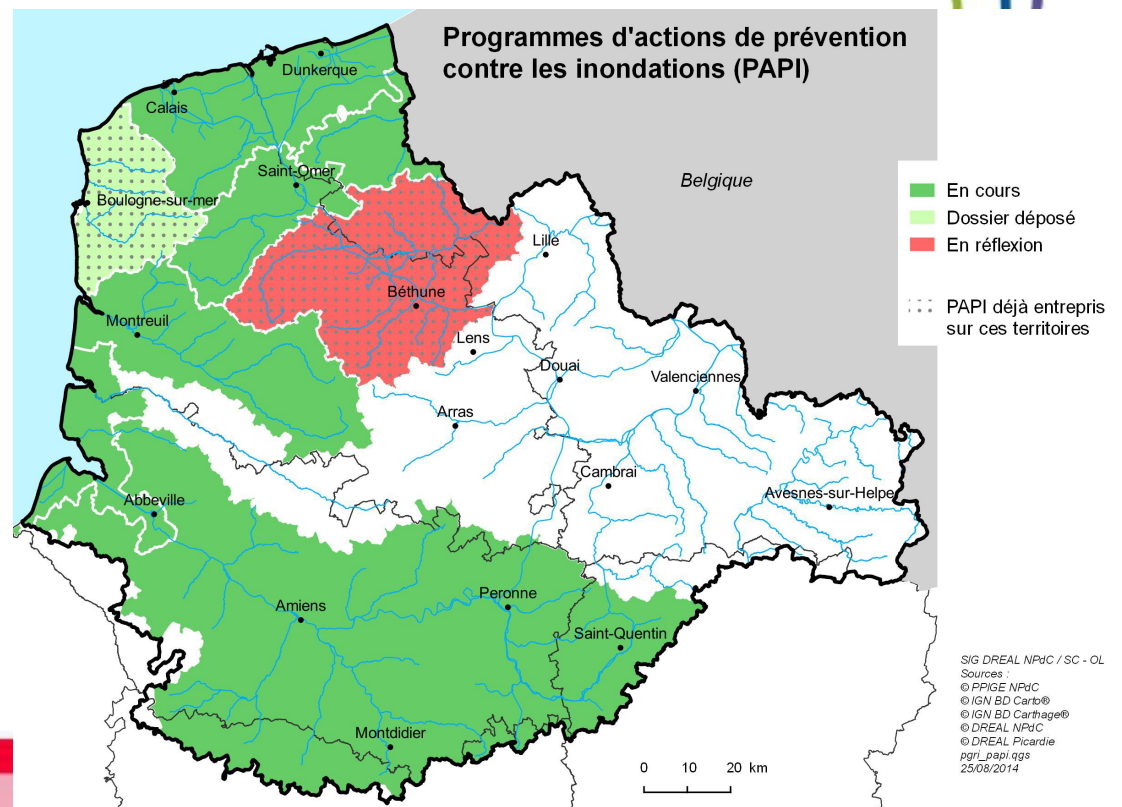 Programmes d'actions de prévention
contre les inondations (PAPI)
Dunkerque
Calais
Saint-Omer
Belgique
Boulogne-sur-mer
Lille
Béthune
Montreuil
Lens
Douai
Valenciennes
Arras
Cambrai
Avesnes-sur-Helpe
Abbeville
Peronne
Amiens
Saint-Quentin
Montdidier
En cours
Dossier déposé
En réflexion
PAPI déjà entrepris
sur ces territoires
SIG DREAL NPdC / SC - OL
Sources :
© PPIGE NPdC
© IGN BD Carto®
© IGN BD Carthage®
© DREAL NPdC
© DREAL Picardie
pgri_papi.qgs
25/08/2014
0 10 20 km